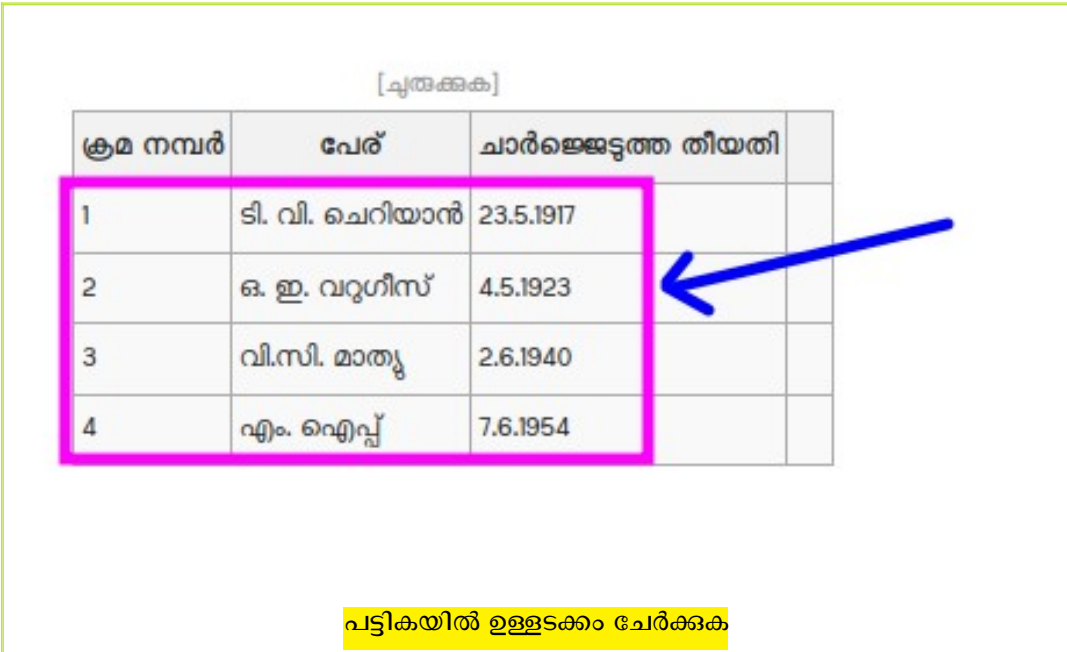 [ചുരുക്കുക]
ക്രമ നമ്പർ പേര് ചാർജ്ജെടുത്ത തീയതി
1 ടി. വി. ചെറിയാൻ 23.5.1917
2 ഒ. ഇ. വറുഗീസ് 4.5.1923
3 വി.സി. മാത്യു 2.6.1940
4 എം. ഐപ്പ് 7.6.1954
പട്ടികയിൽ ഉള്ളടക്കം ചേർക്കുക